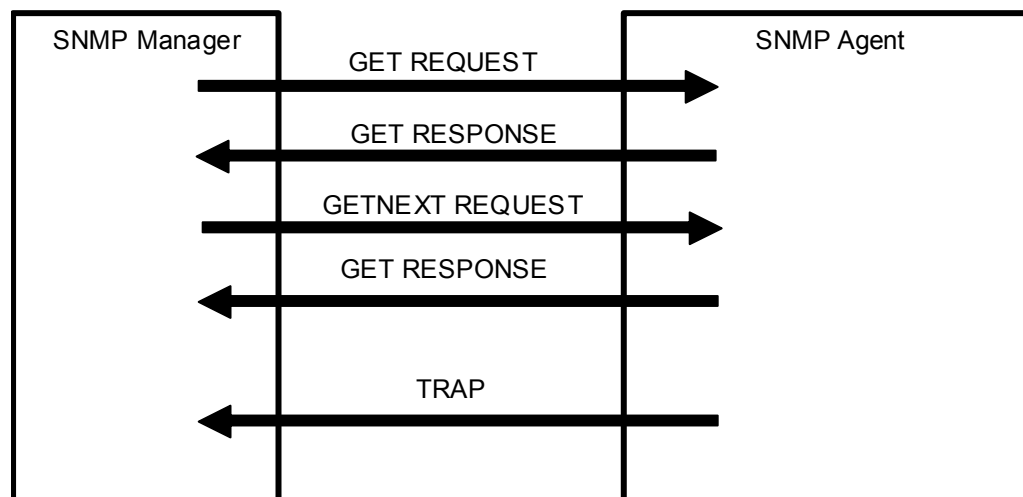 SNMP Manager
SNMP Agent
GET REQUEST
GET RESPONSE
GETNEXT REQUEST
GET RESPONSE
TRAP